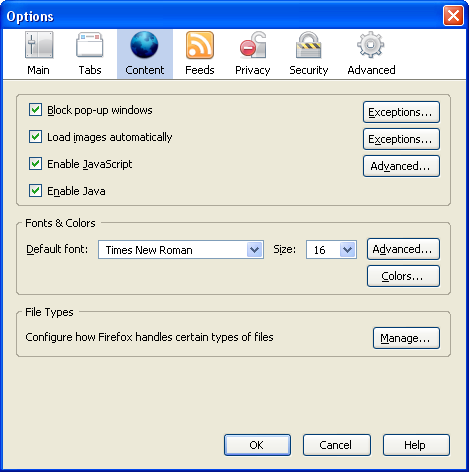 Options
Main Tabs Content Feeds Privacy Security Advanced
Block pop-up windows Exceptions...
Load images automatically Exceptions...
Enable JavaScript Advanced...
Enable Java
Fonts & Colors
Default font: Times New Roman Size: 16 Advanced...
Colors...
File Types
Configure how Firefox handles certain types of files Manage...
OK Cancel Help